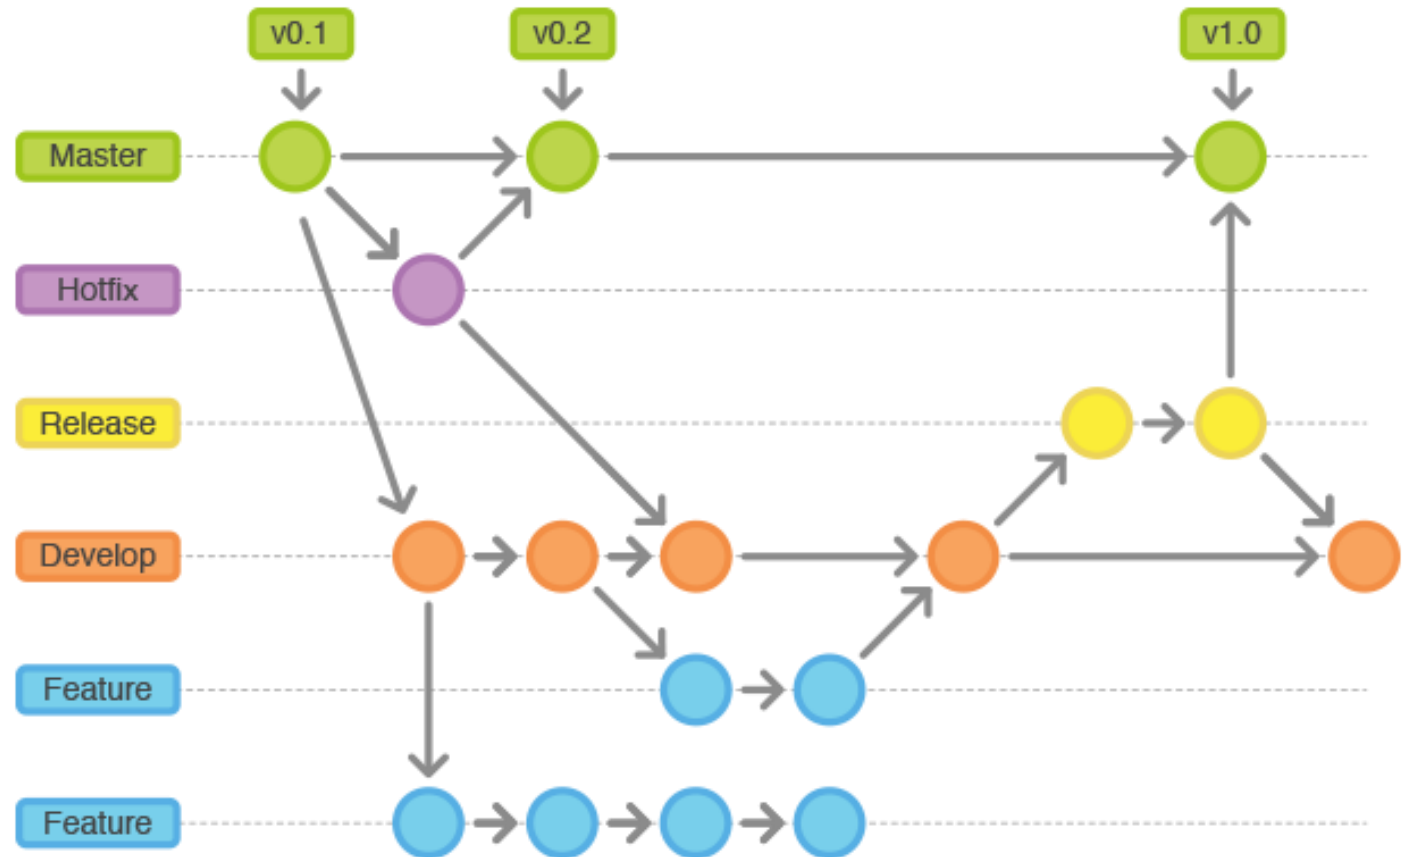 v0.1
v0.2
v1.0
Master
Hotfix
Release
Develop
Feature
Feature